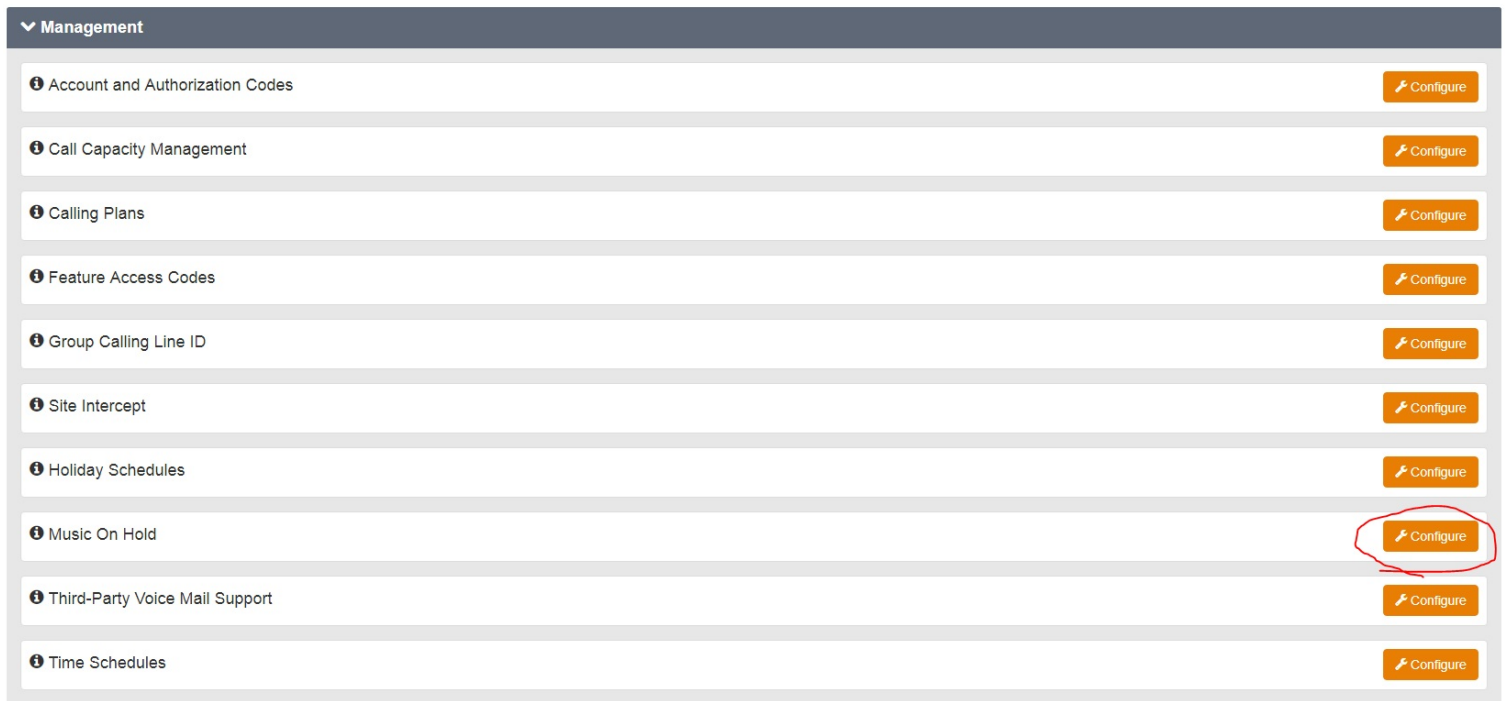 Management
Account and Authorization Codes Configure
Call Capacity Management Configure
Calling Plans Configure
Feature Access Codes Configure
Group Calling Line ID Configure
Site Intercept Configure
Holiday Schedules Configure
Music On Hold Configure
Third-Party Voice Mail Support Configure
Time Schedules Configure